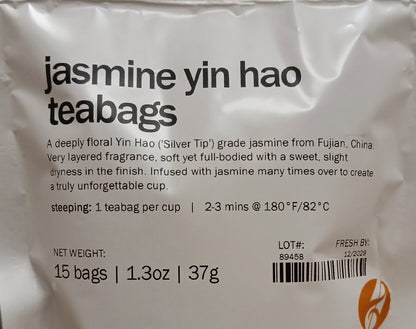 jasmine yin hao
teabags
A deeply floral Yin Hao ('Silver Tip') grade jasmine from Fujian, China.
Very layered fragrance, soft yet full-bodied with a sweet, slight
dryness in the finish. Infused with jasmine many times over to create
a truly unforgettable cup.
steeping: 1 teabag per cup | 2-3 mins @ 180°F/82°C
NET WEIGHT:
15 bags | 1.3oz | 37g
LOT#:
89458
FRESH BY:
12/2029